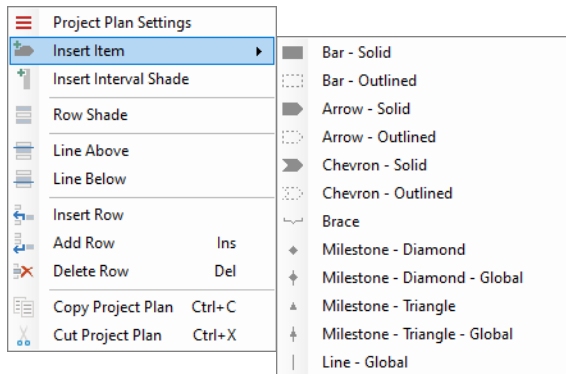 Project Plan Settings
Insert Item
Insert Interval Shade
Row Shade
Line Above
Line Below
Insert Row
Add Row Ins
Delete Row Del
Copy Project Plan Ctrl+C
Cut Project Plan Ctrl+X
Bar - Solid
Bar - Outlined
Arrow - Solid
Arrow - Outlined
Chevron - Solid
Chevron - Outlined
Brace
Milestone - Diamond
Milestone - Diamond - Global
Milestone - Triangle
Milestone - Triangle - Global
Line - Global